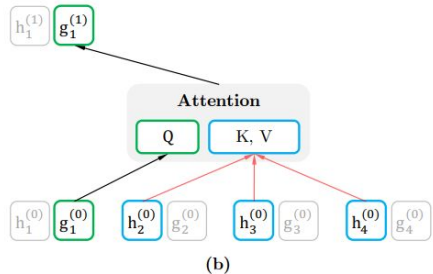 h₁⁽¹⁾ g₁⁽¹⁾
Attention
Q K, V
h₁⁽⁰⁾ g₁⁽⁰⁾ h₂⁽⁰⁾ g₂⁽⁰⁾ h₃⁽⁰⁾ g₃⁽⁰⁾ h₄⁽⁰⁾ g₄⁽⁰⁾
(b)